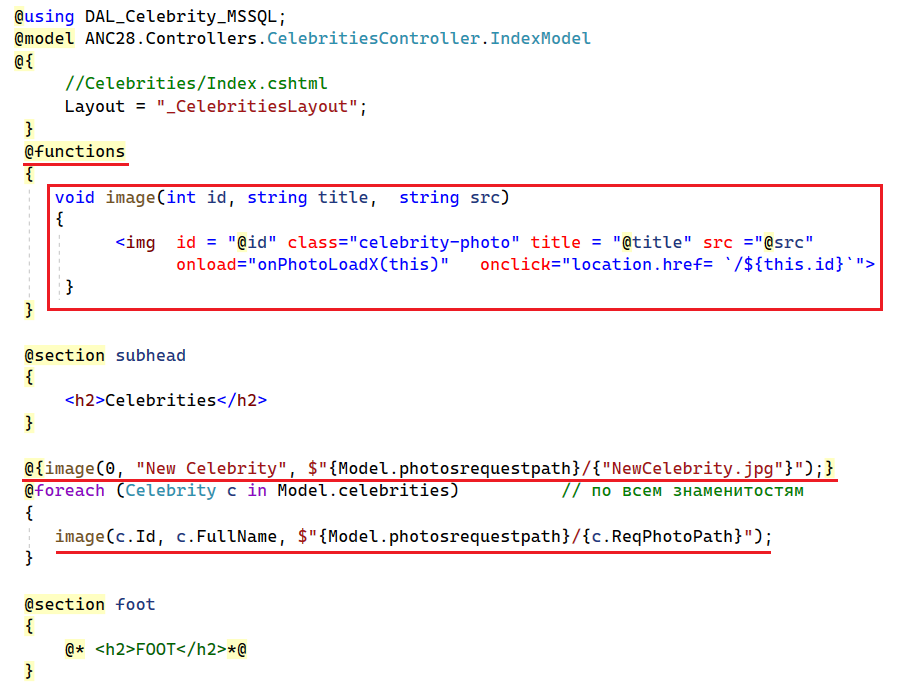 @using DAL_Celebrity_MSSQL;
@model ANC28.Controllers.CelebritiesController.IndexModel
@{
//Celebrities/Index.cshtml
Layout = "_CelebritiesLayout";
}
@functions
{
void image(int id, string title,  string src)
{
<img  id = "@id" class="celebrity-photo" title = "@title" src ="@src"
onload="onPhotoLoadX(this)"   onclick="location.href= `/${this.id}`">
}
}
@section subhead
{
<h2>Celebrities</h2>
}
@{image(0, "New Celebrity", $"{Model.photosrequestpath}/{"NewCelebrity.jpg"}");}
@foreach (Celebrity c in Model.celebrities)          // по всем знаменитостям
{
image(c.Id, c.FullName, $"{Model.photosrequestpath}/{c.ReqPhotoPath}");
}
@section foot
{
@* <h2>FOOT</h2>*@
}